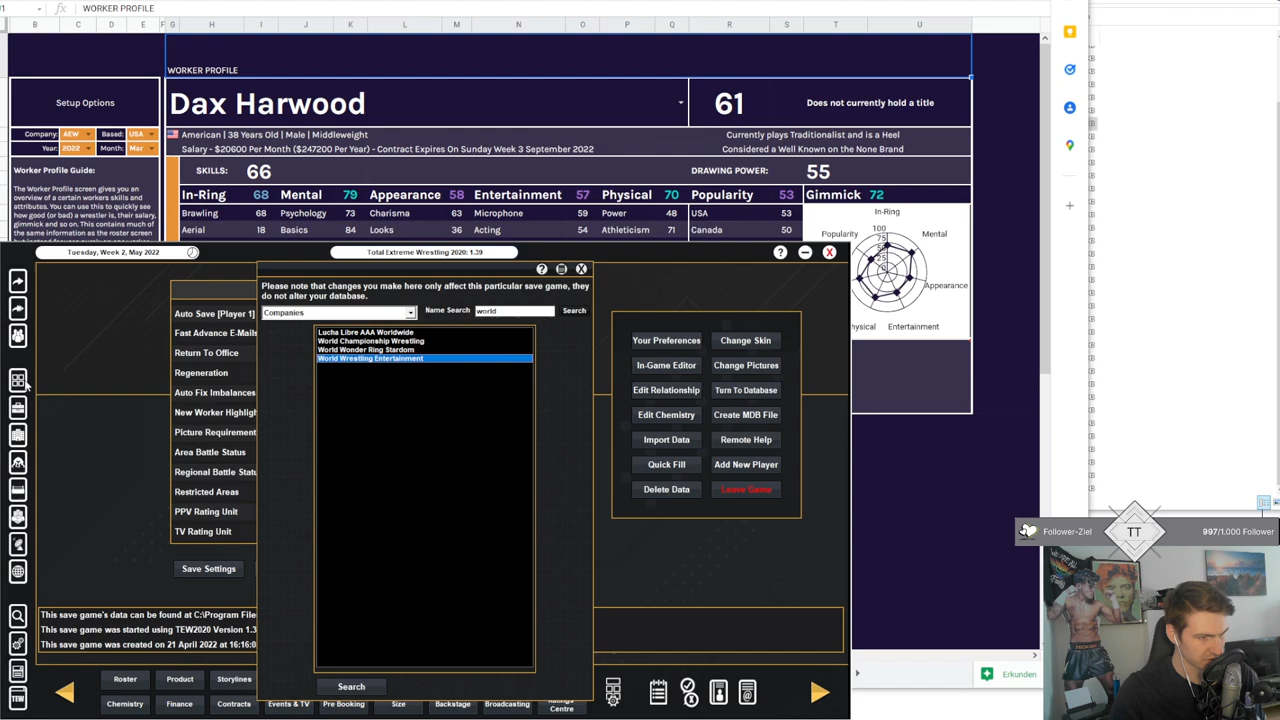 WORKER PROFILE
B C D E F G H I J K L M N O P Q R S T U
WORKER PROFILE
Setup Options
Dax Harwood
61
Does not currently hold a title
Company: AEW Based: USA
Year: 2022 Month: Mar
American | 38 Years Old | Male | Middleweight
Currently plays Traditionalist and is a Heel
Salary - $20600 Per Month ($247200 Per Year) - Contract Expires On Sunday Week 3 September 2022
Considered a Well Known on the None Brand
Worker Profile Guide:
SKILLS: 66
DRAWING POWER: 55
The Worker Profile screen gives you an
overview of a certain workers skills and
attributes. You can use this to quickly see
how good (or bad) a wrestler is, their salary,
gimmick and so on. This contains much of
the same information as the roster screen
In-Ring 68 Mental 79 Appearance 58 Entertainment 57 Physical 70 Popularity 53 Gimmick 72
Brawling 68 Psychology 73 Charisma 63 Microphone 59 Power 48 USA 53
Aerial 18 Basics 84 Looks 36 Acting 54 Athleticism 71 Canada 50
In-Ring
Popularity
Mental
Appearance
hysical
Entertainment
100
75
50
25
Tuesday, Week 2, May 2022
Total Extreme Wrestling 2020: 1.39
?
X
?
X
Please note that changes you make here only affect this particular save game, they
do not alter your database.
Companies
Name Search world Search
Lucha Libre AAA Worldwide
World Championship Wrestling
World Wonder Ring Stardom
World Wrestling Entertainment
Search
Auto Save [Player 1]
Fast Advance E-Mails
Return To Office
Regeneration
Auto Fix Imbalances
New Worker Highligh
Picture Requirement
Area Battle Status
Regional Battle Statu
Restricted Areas
PPV Rating Unit
TV Rating Unit
Save Settings
Your Preferences Change Skin
In-Game Editor Change Pictures
Edit Relationship Turn To Database
Edit Chemistry Create MDB File
Import Data Remote Help
Quick Fill Add New Player
Delete Data Leave Game
This save game's data can be found at C:\Program File
This save game was started using TEW2020 Version 1.3
This save game was created on 21 April 2022 at 16:16:0
TEW
Roster Product Storylines
Chemistry Finance Contracts Events & TV Pre Booking Size Backstage Broadcasting Ratings
Centre
Erkunden
Follower-Ziel
TT
997/1.000 Follower